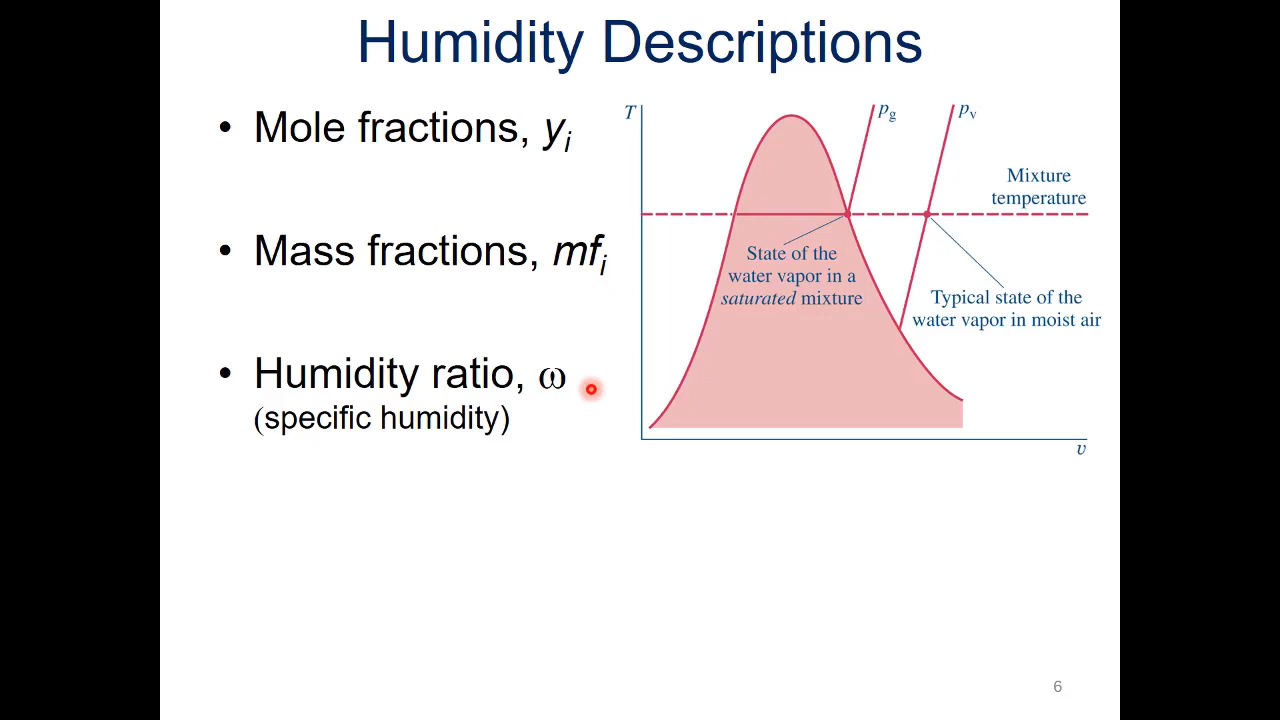 Humidity Descriptions
• Mole fractions, yi
• Mass fractions, mfi
• Humidity ratio, ω
(specific humidity)
T
pg
pv
Mixture
temperature
State of the
water vapor in a
saturated mixture
Typical state of the
water vapor in moist air
v
6